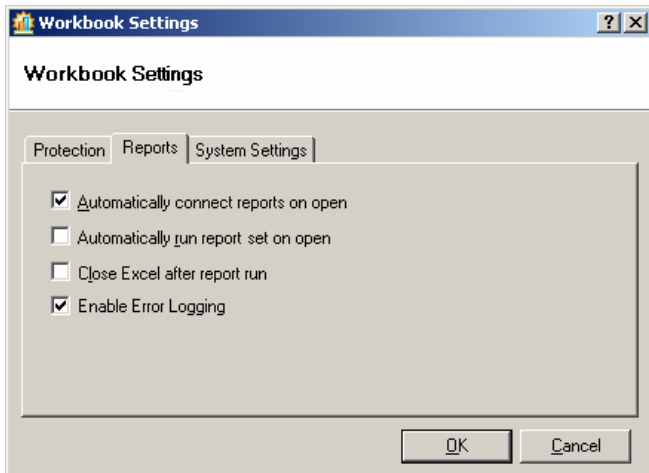 Workbook Settings
Workbook Settings
Protection Reports System Settings
Automatically connect reports on open
Automatically run report set on open
Close Excel after report run
Enable Error Logging
OK Cancel